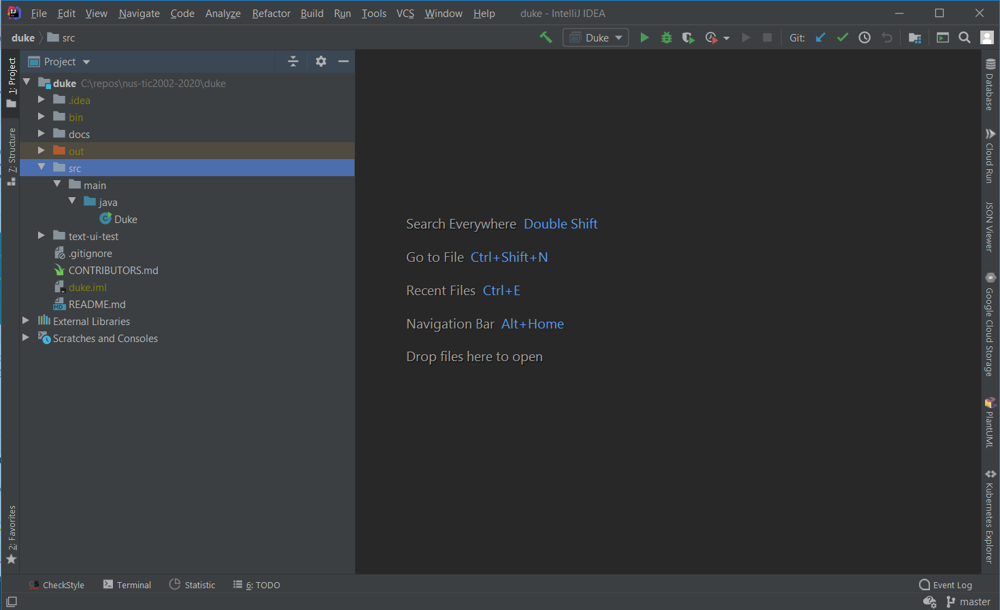 File Edit View Navigate Code Analyze Refactor Build Run Tools VCS Window Help duke - IntelliJ IDEA
duke src Duke Git:
1: Project
Z: Structure
2: Favorites
Project
duke C:\repos\nus-tic2002-2020\duke
.idea
bin
docs
out
src
main
java
Duke
text-ui-test
.gitignore
CONTRIBUTORS.md
duke.iml
README.md
External Libraries
Scratches and Consoles
Search Everywhere Double Shift
Go to File Ctrl+Shift+N
Recent Files Ctrl+E
Navigation Bar Alt+Home
Drop files here to open
Database
Cloud Run
JSON Viewer
Google Cloud Storage
PlantUML
Kubernetes Explorer
CheckStyle Terminal Statistic 6: TODO Event Log
master